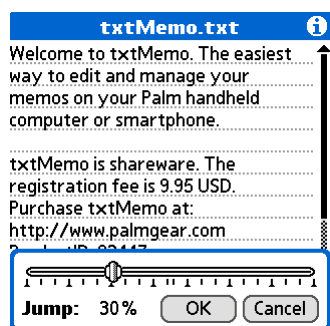 txtMemo.txt
Welcome to txtMemo. The easiest
way to edit and manage your
memos on your Palm handheld
computer or smartphone.
txtMemo is shareware. The
registration fee is 9.95 USD.
Purchase txtMemo at:
http://www.palmgear.com
Jump: 30% OK Cancel